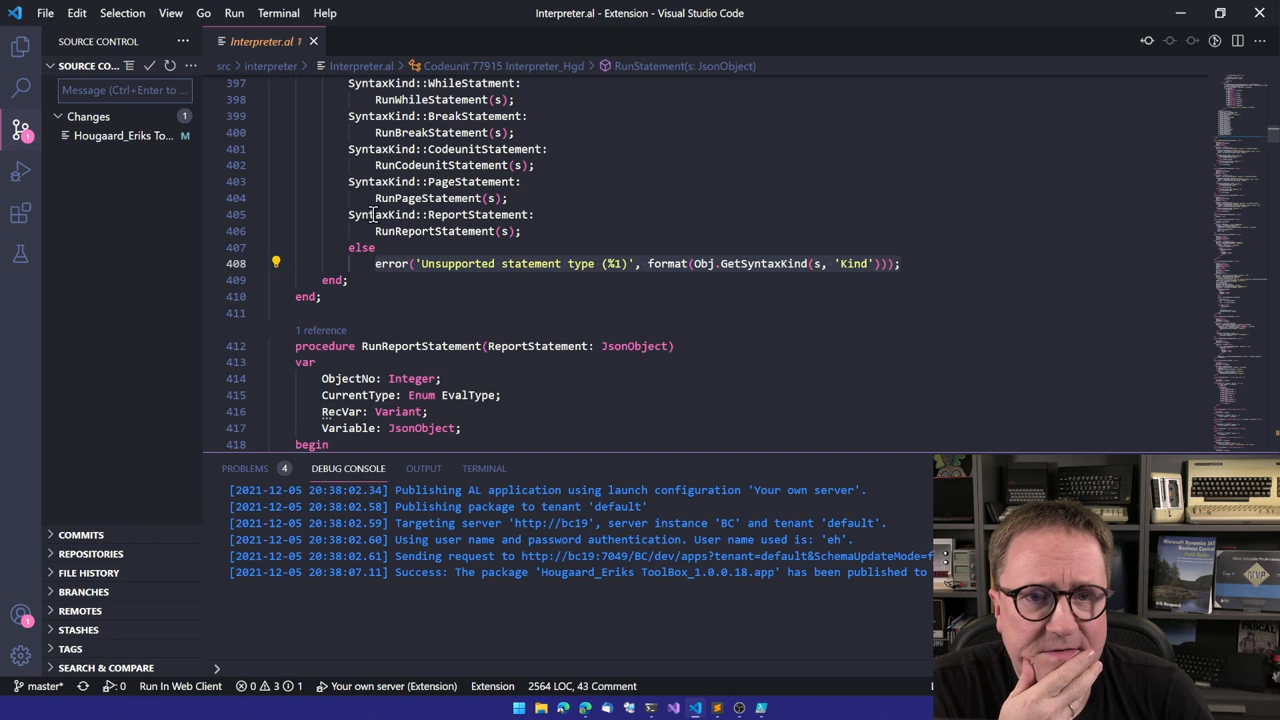 File Edit Selection View Go Run Terminal Help
Interpreter.al - Extension - Visual Studio Code
SOURCE CONTROL
Interpreter.al 1
SOURCE CO...
Message (Ctrl+Enter to ...
Changes 1
Hougaard_Eriks To... M
src > interpreter > Interpreter.al > Codeunit 77915 Interpreter_Hgd > RunStatement(s: JsonObject)
397 SyntaxKind::WhileStatment:
398 RunWhileStatement(s);
399 SyntaxKind::BreakStatement:
400 RunBreakStatement(s);
401 SyntaxKind::CodeunitStatement:
402 RunCodeunitStatement(s);
403 SyntaxKind::PageStatement:
404 RunPageStatement(s);
405 SyntaxKind::ReportStatement:
406 RunReportStatement(s);
407 else
408 error('Unsupported statement type (%1)', format(Obj.GetSyntaxKind(s, 'Kind')));
409 end;
410 end;
411
1 reference
412 procedure RunReportStatement(ReportStatement: JsonObject)
413 var
414 ObjectNo: Integer;
415 CurrentType: Enum EvalType;
416 RecVar: Variant;
417 Variable: JsonObject;
418 begin
PROBLEMS 4 DEBUG CONSOLE OUTPUT TERMINAL
[2021-12-05 20:38:02.34] Publishing AL application using launch configuration 'Your own server'.
[2021-12-05 20:38:02.58] Publishing package to tenant 'default'
[2021-12-05 20:38:02.59] Targeting server 'http://bc19', server instance 'BC' and tenant 'default'.
[2021-12-05 20:38:02.60] Using user name and password authentication. User name used is: 'eh'.
[2021-12-05 20:38:02.61] Sending request to http://bc19:7049/BC/dev/apps?tenant=default&SchemaUpdateMode=f
[2021-12-05 20:38:07.11] Success: The package 'Hougaard_Eriks ToolBox_1.0.0.18.app' has been published to
COMMITS
REPOSITORIES
FILE HISTORY
BRANCHES
REMOTES
STASHES
TAGS
SEARCH & COMPARE
Microsoft Dynamics 365
Business Central
Field Guide
Erik Hougaard
PASCAL
master* 0 Run In Web Client 0 3 1 Your own server (Extension) Extension 2564 LOC, 43 Comment